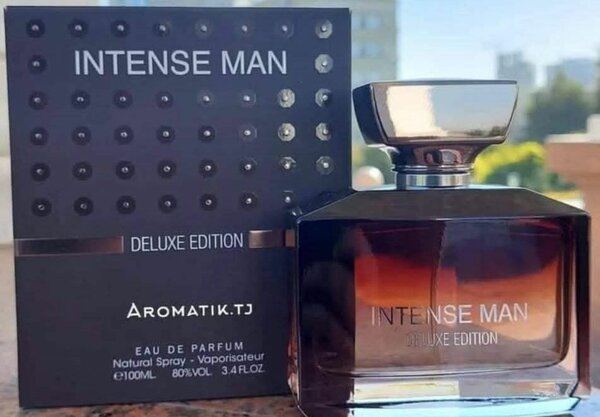 INTENSE MAN
DELUXE EDITION
AROMATIK.TJ
EAU DE PARFUM
Natural Spray - Vaporisateur
℮100ML 80%VOL 3.4 FL.OZ.
INTENSE MAN
DELUXE EDITION